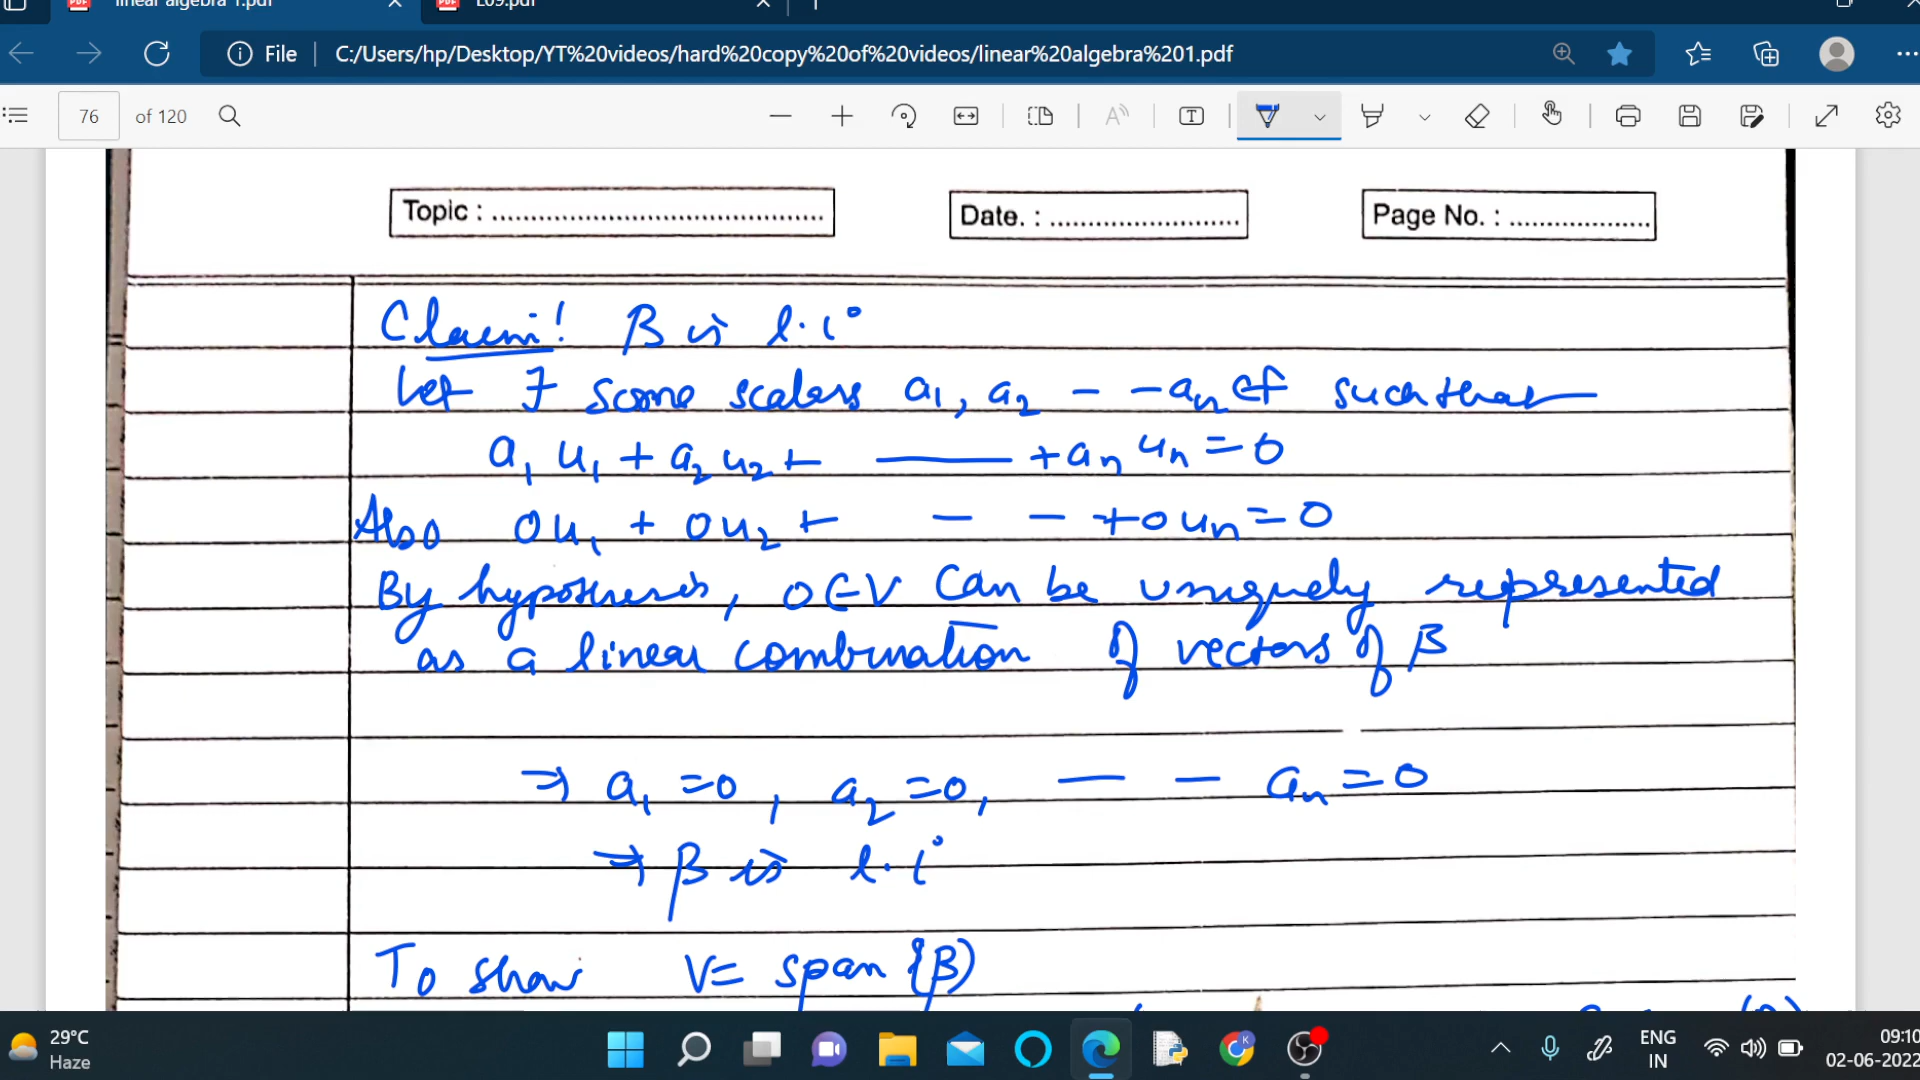 linear algebra 1.pdf
L09.pdf
File
C:/Users/hp/Desktop/YT%20videos/hard%20copy%20of%20videos/linear%20algebra%201.pdf
76 of 120
Topic : ........................................ Date. : ........................ Page No. : ..................
Claim! β is l.i
Let ∃ some scalers a1, a2 - - an ∈ F such that
a1 u1 + a2 u2 + —— + an un = 0
Also 0u1 + 0u2 + - - + 0un = 0
By hypothesis, 0 ∈ V Can be uniquely represented
as a linear combination of vectors of β
⇒ a1 = 0, a2 = 0, — — an = 0
⇒ β is l.i
To show V = span {β)
29°C
Haze
ENG
IN
09:10
02-06-2022